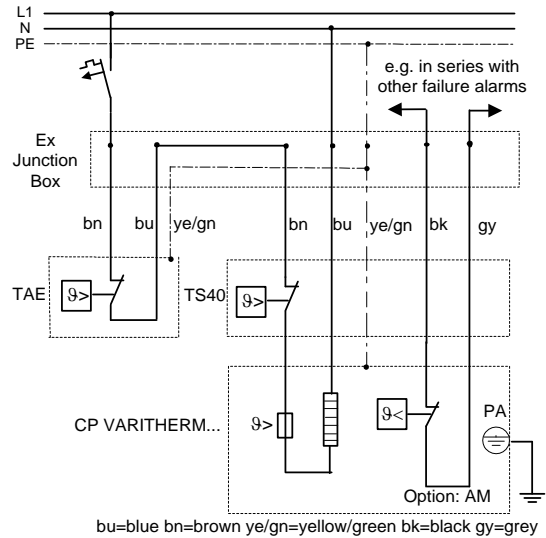 L1
N
PE
e.g. in series with
other failure alarms
Ex
Junction
Box
bn bu ye/gn bn bu ye/gn bk gy
TAE ϑ> TS40 ϑ>
CP VARITHERM... ϑ> ϑ< PA
Option: AM
bu=blue bn=brown ye/gn=yellow/green bk=black gy=grey